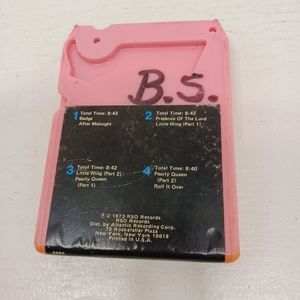 B.S.
1 Total Time: 8:43
Badge
After Midnight
2 Total Time: 8:42
Presence Of The Lord
Little Wing (Part 1)
3 Total Time: 8:42
Little Wing (Part 2)
Pearly Queen
(Part 1)
4 Total Time: 8:40
Pearly Queen
(Part 2)
Roll It Over
Ⓟ © 1973 RSO Records
RSO Records
Dist. by Atlantic Recording Corp.
75 Rockefeller Plaza
New York, New York 10019
Printed in U.S.A.